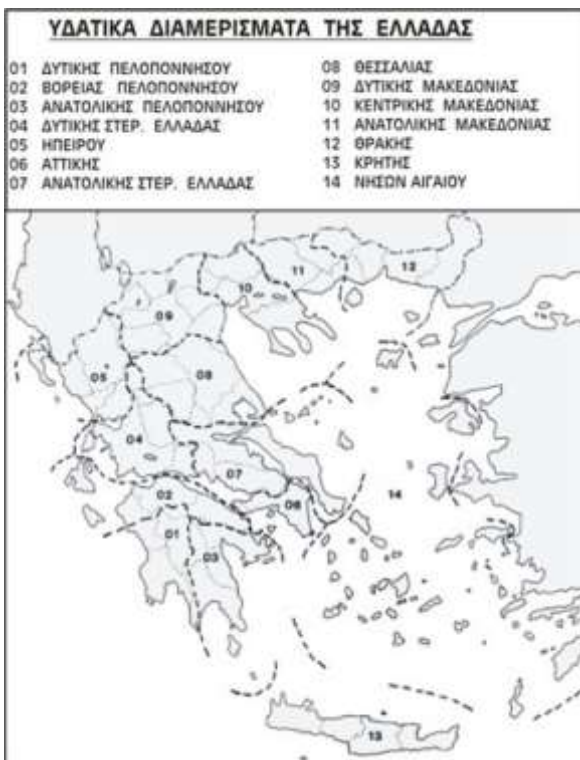 ΥΔΑΤΙΚΑ ΔΙΑΜΕΡΙΣΜΑΤΑ ΤΗΣ ΕΛΛΑΔΑΣ
01 ΔΥΤΙΚΗΣ ΠΕΛΟΠΟΝΝΗΣΟΥ
02 ΒΟΡΕΙΑΣ ΠΕΛΟΠΟΝΝΗΣΟΥ
03 ΑΝΑΤΟΛΙΚΗΣ ΠΕΛΟΠΟΝΝΗΣΟΥ
04 ΔΥΤΙΚΗΣ ΣΤΕΡ. ΕΛΛΑΔΑΣ
05 ΗΠΕΙΡΟΥ
06 ΑΤΤΙΚΗΣ
07 ΑΝΑΤΟΛΙΚΗΣ ΣΤΕΡ. ΕΛΛΑΔΑΣ
08 ΘΕΣΣΑΛΙΑΣ
09 ΔΥΤΙΚΗΣ ΜΑΚΕΔΟΝΙΑΣ
10 ΚΕΝΤΡΙΚΗΣ ΜΑΚΕΔΟΝΙΑΣ
11 ΑΝΑΤΟΛΙΚΗΣ ΜΑΚΕΔΟΝΙΑΣ
12 ΘΡΑΚΗΣ
13 ΚΡΗΤΗΣ
14 ΝΗΣΩΝ ΑΙΓΑΙΟΥ
12
11
10
09
05
08
04
07
14
02
06
01
03
13